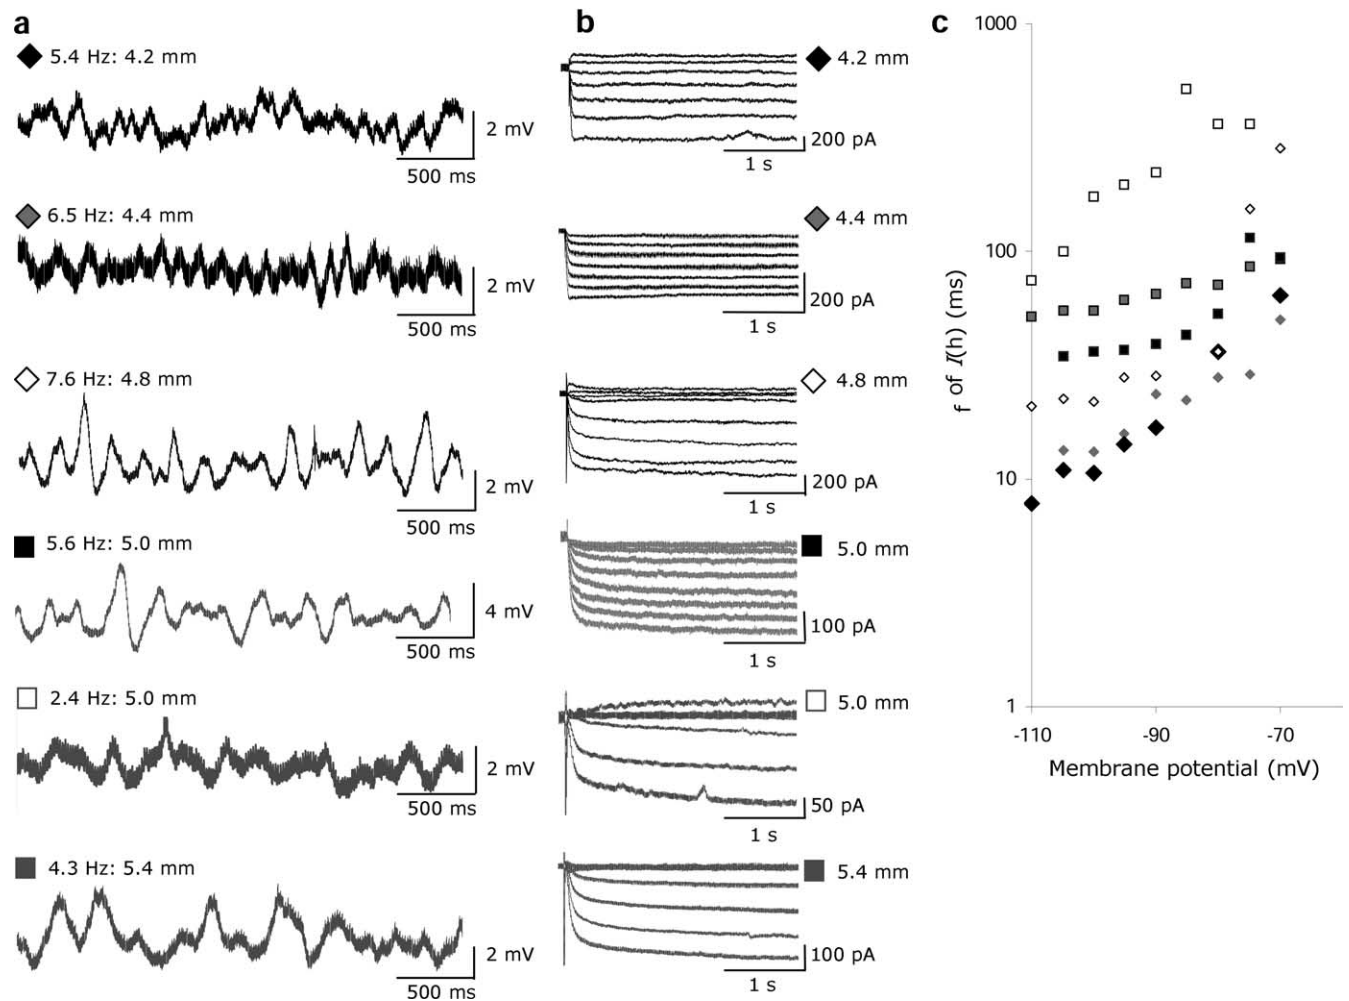 a
5.4 Hz: 4.2 mm
2 mV
500 ms
6.5 Hz: 4.4 mm
2 mV
500 ms
7.6 Hz: 4.8 mm
2 mV
500 ms
5.6 Hz: 5.0 mm
4 mV
500 ms
2.4 Hz: 5.0 mm
2 mV
500 ms
4.3 Hz: 5.4 mm
2 mV
500 ms
b
4.2 mm
200 pA
1 s
4.4 mm
200 pA
1 s
4.8 mm
200 pA
1 s
5.0 mm
100 pA
1 s
5.0 mm
50 pA
1 s
5.4 mm
100 pA
1 s
c
1000
100
10
1
f of I(h) (ms)
-110
-90
-70
Membrane potential (mV)